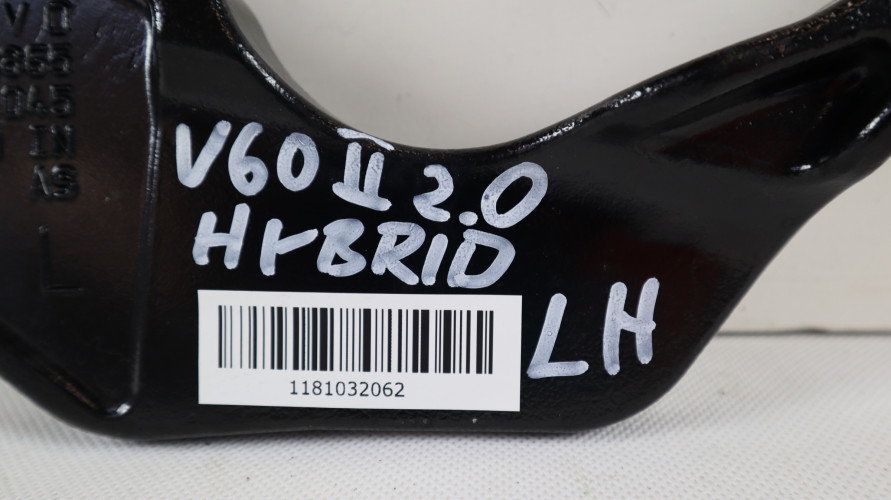 V60 II 2.0
HYBRID
LH
1181032062